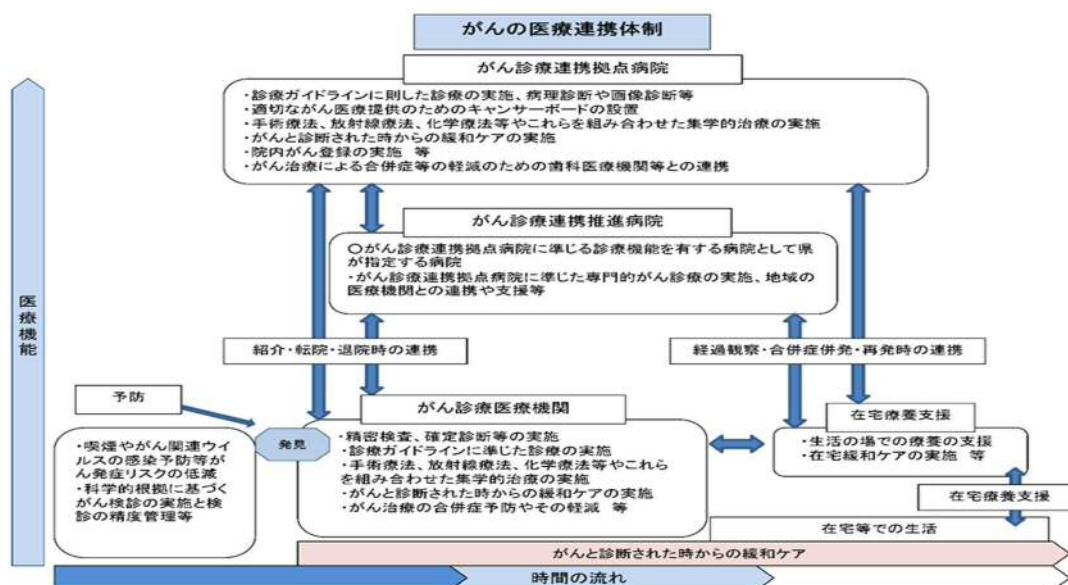 がんの医療連携体制
がん診療連携拠点病院
・診療ガイドラインに則した診療の実施、病理診断や画像診断等
・適切ながん医療提供のためのキャンサーボードの設置
・手術療法、放射線療法、化学療法等やこれらを組み合わせた集学的治療の実施
・がんと診断された時からの緩和ケアの実施
・院内がん登録の実施 等
・がん治療による合併症等の軽減のための歯科医療機関等との連携
がん診療連携推進病院
〇がん診療連携拠点病院に準じる診療機能を有する病院として県
が指定する病院
・がん診療連携拠点病院に準じた専門的がん診療の実施、地域の
医療機関との連携や支援等
医療機能
紹介・転院・退院時の連携
経過観察・合併症併発・再発時の連携
予防
発見
・喫煙やがん関連ウイ
ルスの感染予防等が
ん発症リスクの低減
・科学的根拠に基づく
がん検診の実施と検
診の精度管理等
がん診療医療機関
・精密検査、確定診断等の実施
・診療ガイドラインに準じた診療の実施
・手術療法、放射線療法、化学療法等やこれら
を組み合わせた集学的治療の実施
・がんと診断された時からの緩和ケアの実施
・がん治療の合併症予防やその軽減 等
在宅療養支援
・生活の場での療養の支援
・在宅緩和ケアの実施 等
在宅療養支援
在宅等での生活
がんと診断された時からの緩和ケア
時間の流れ